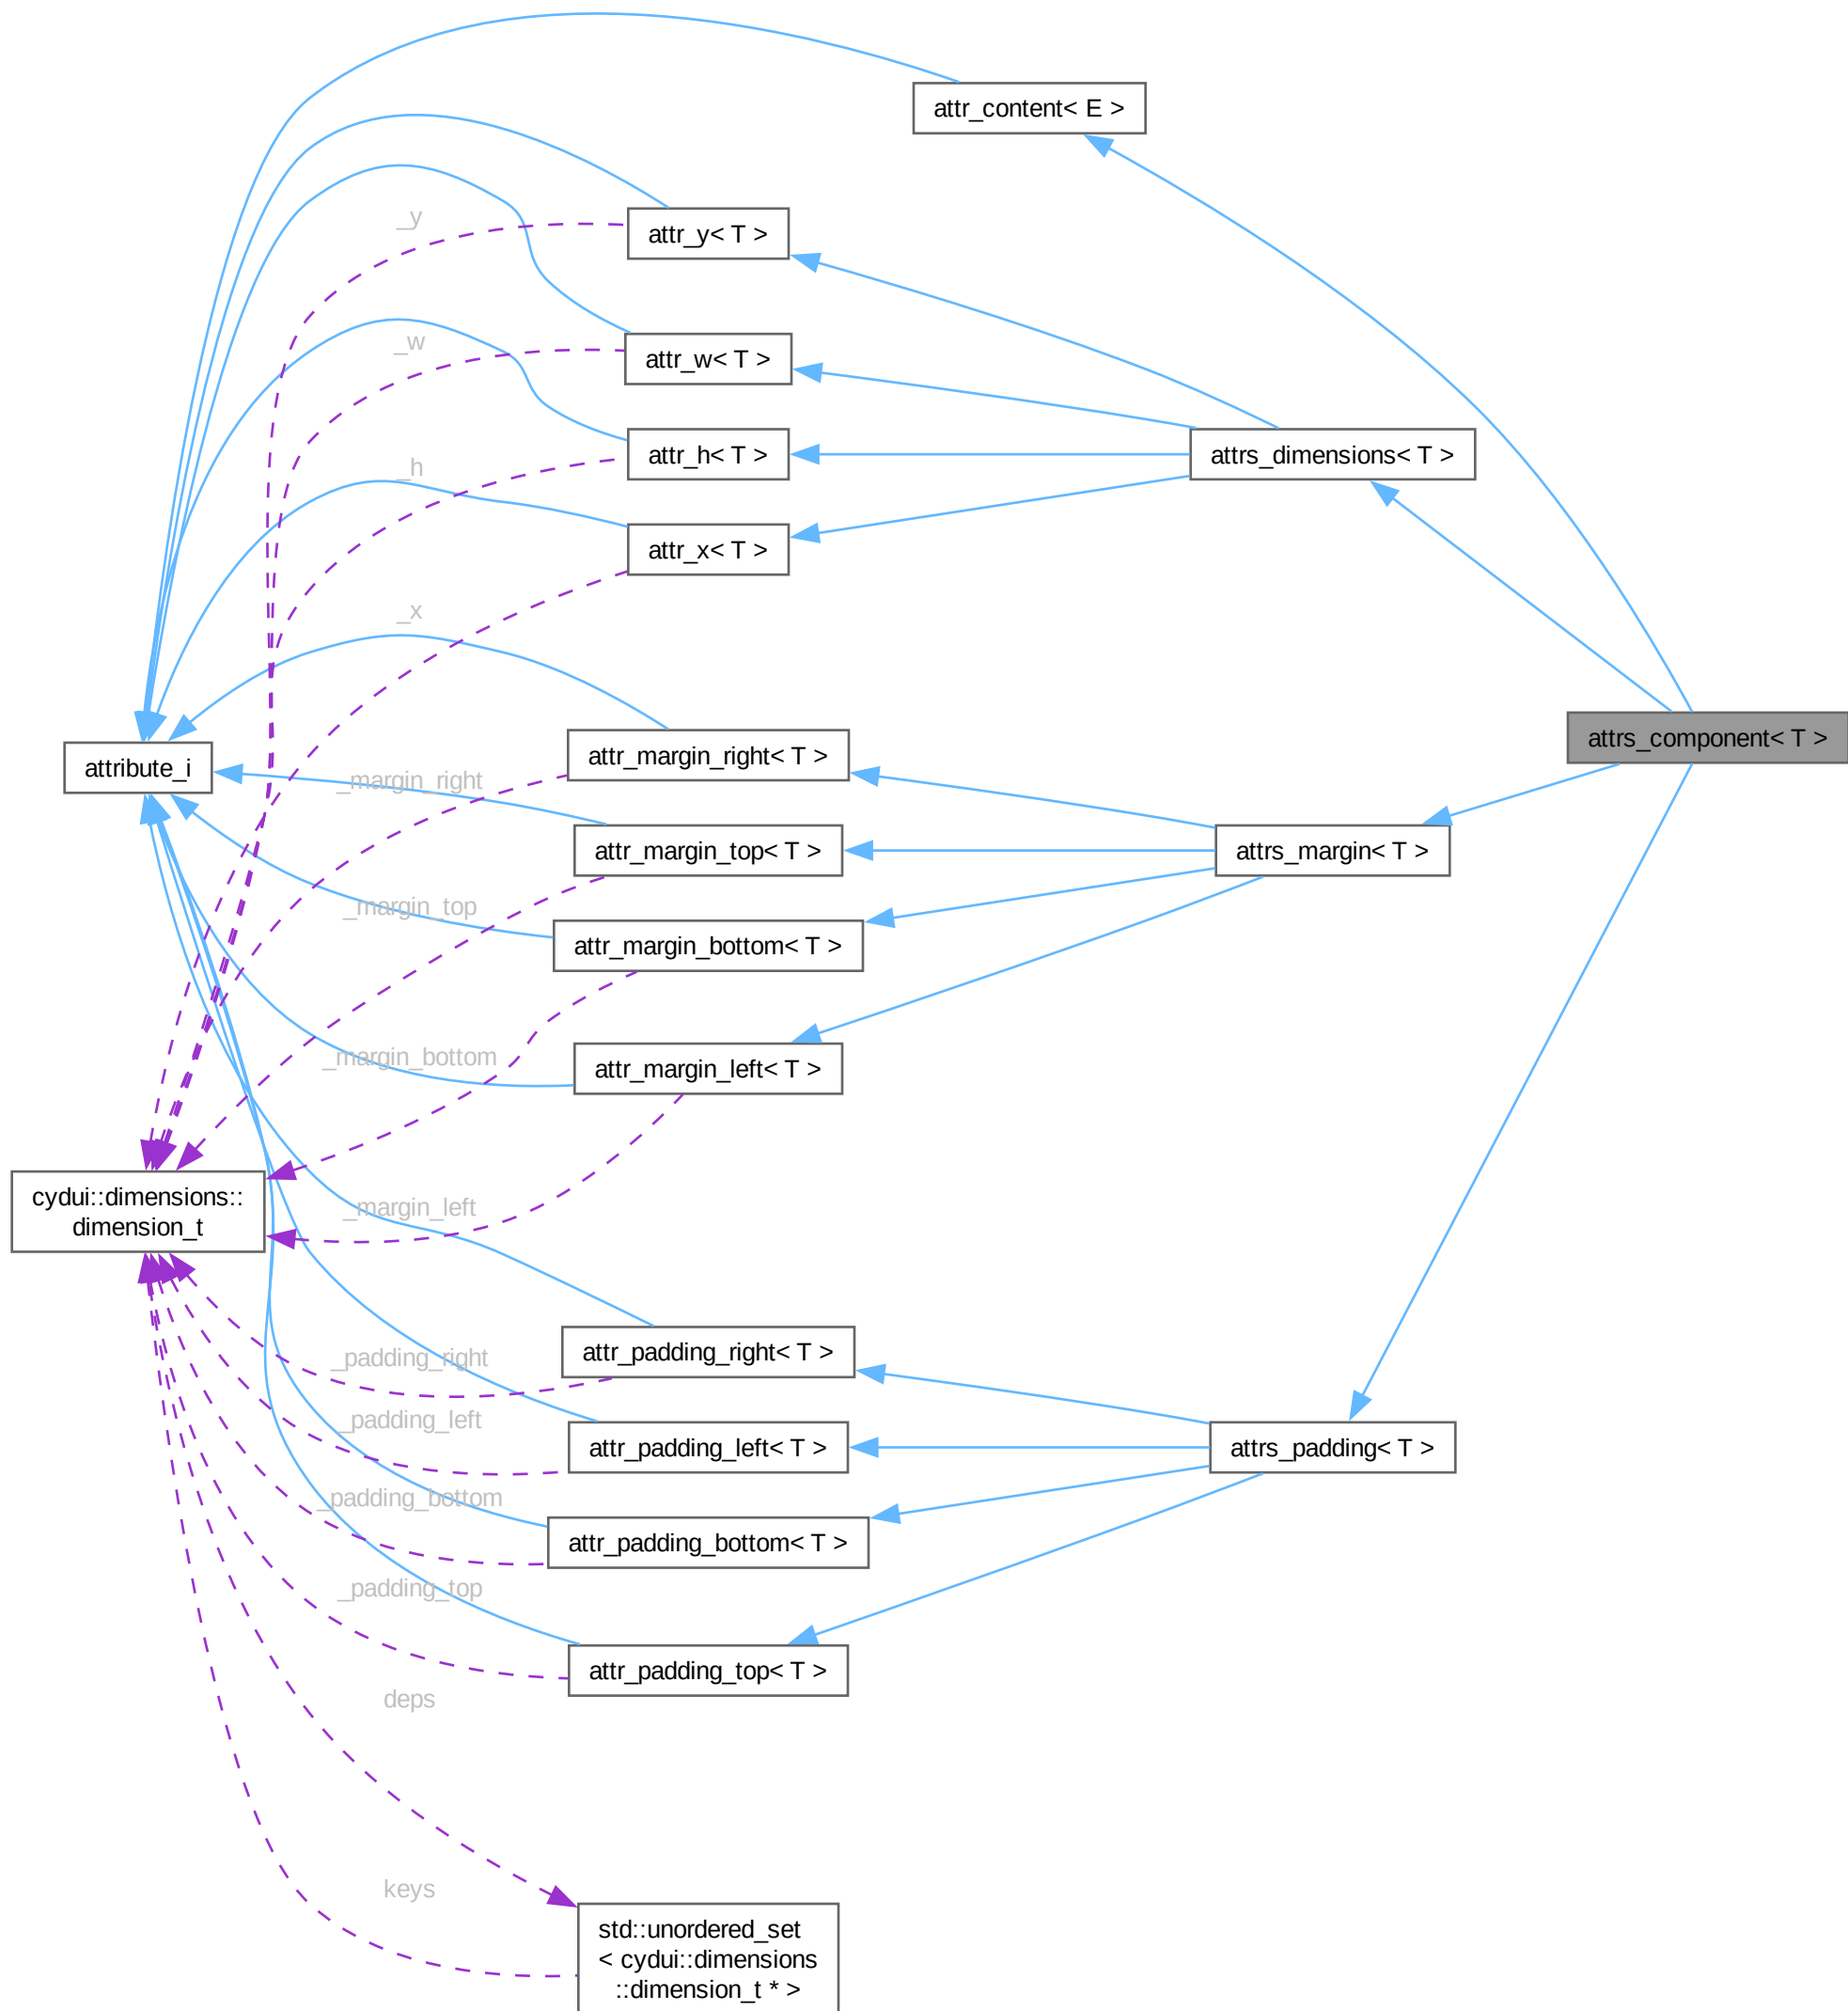 attr_content< E >
_y
attr_y< T >
_w
attr_w< T >
attr_h< T >
attrs_dimensions< T >
_h
attr_x< T >
_x
attrs_component< T >
attr_margin_right< T >
attribute_i
_margin_right
attr_margin_top< T >
attrs_margin< T >
_margin_top
attr_margin_bottom< T >
_margin_bottom
attr_margin_left< T >
cydui::dimensions::
dimension_t
_margin_left
attr_padding_right< T >
_padding_right
_padding_left
attr_padding_left< T >
attrs_padding< T >
_padding_bottom
attr_padding_bottom< T >
_padding_top
attr_padding_top< T >
deps
keys
std::unordered_set
< cydui::dimensions
::dimension_t * >